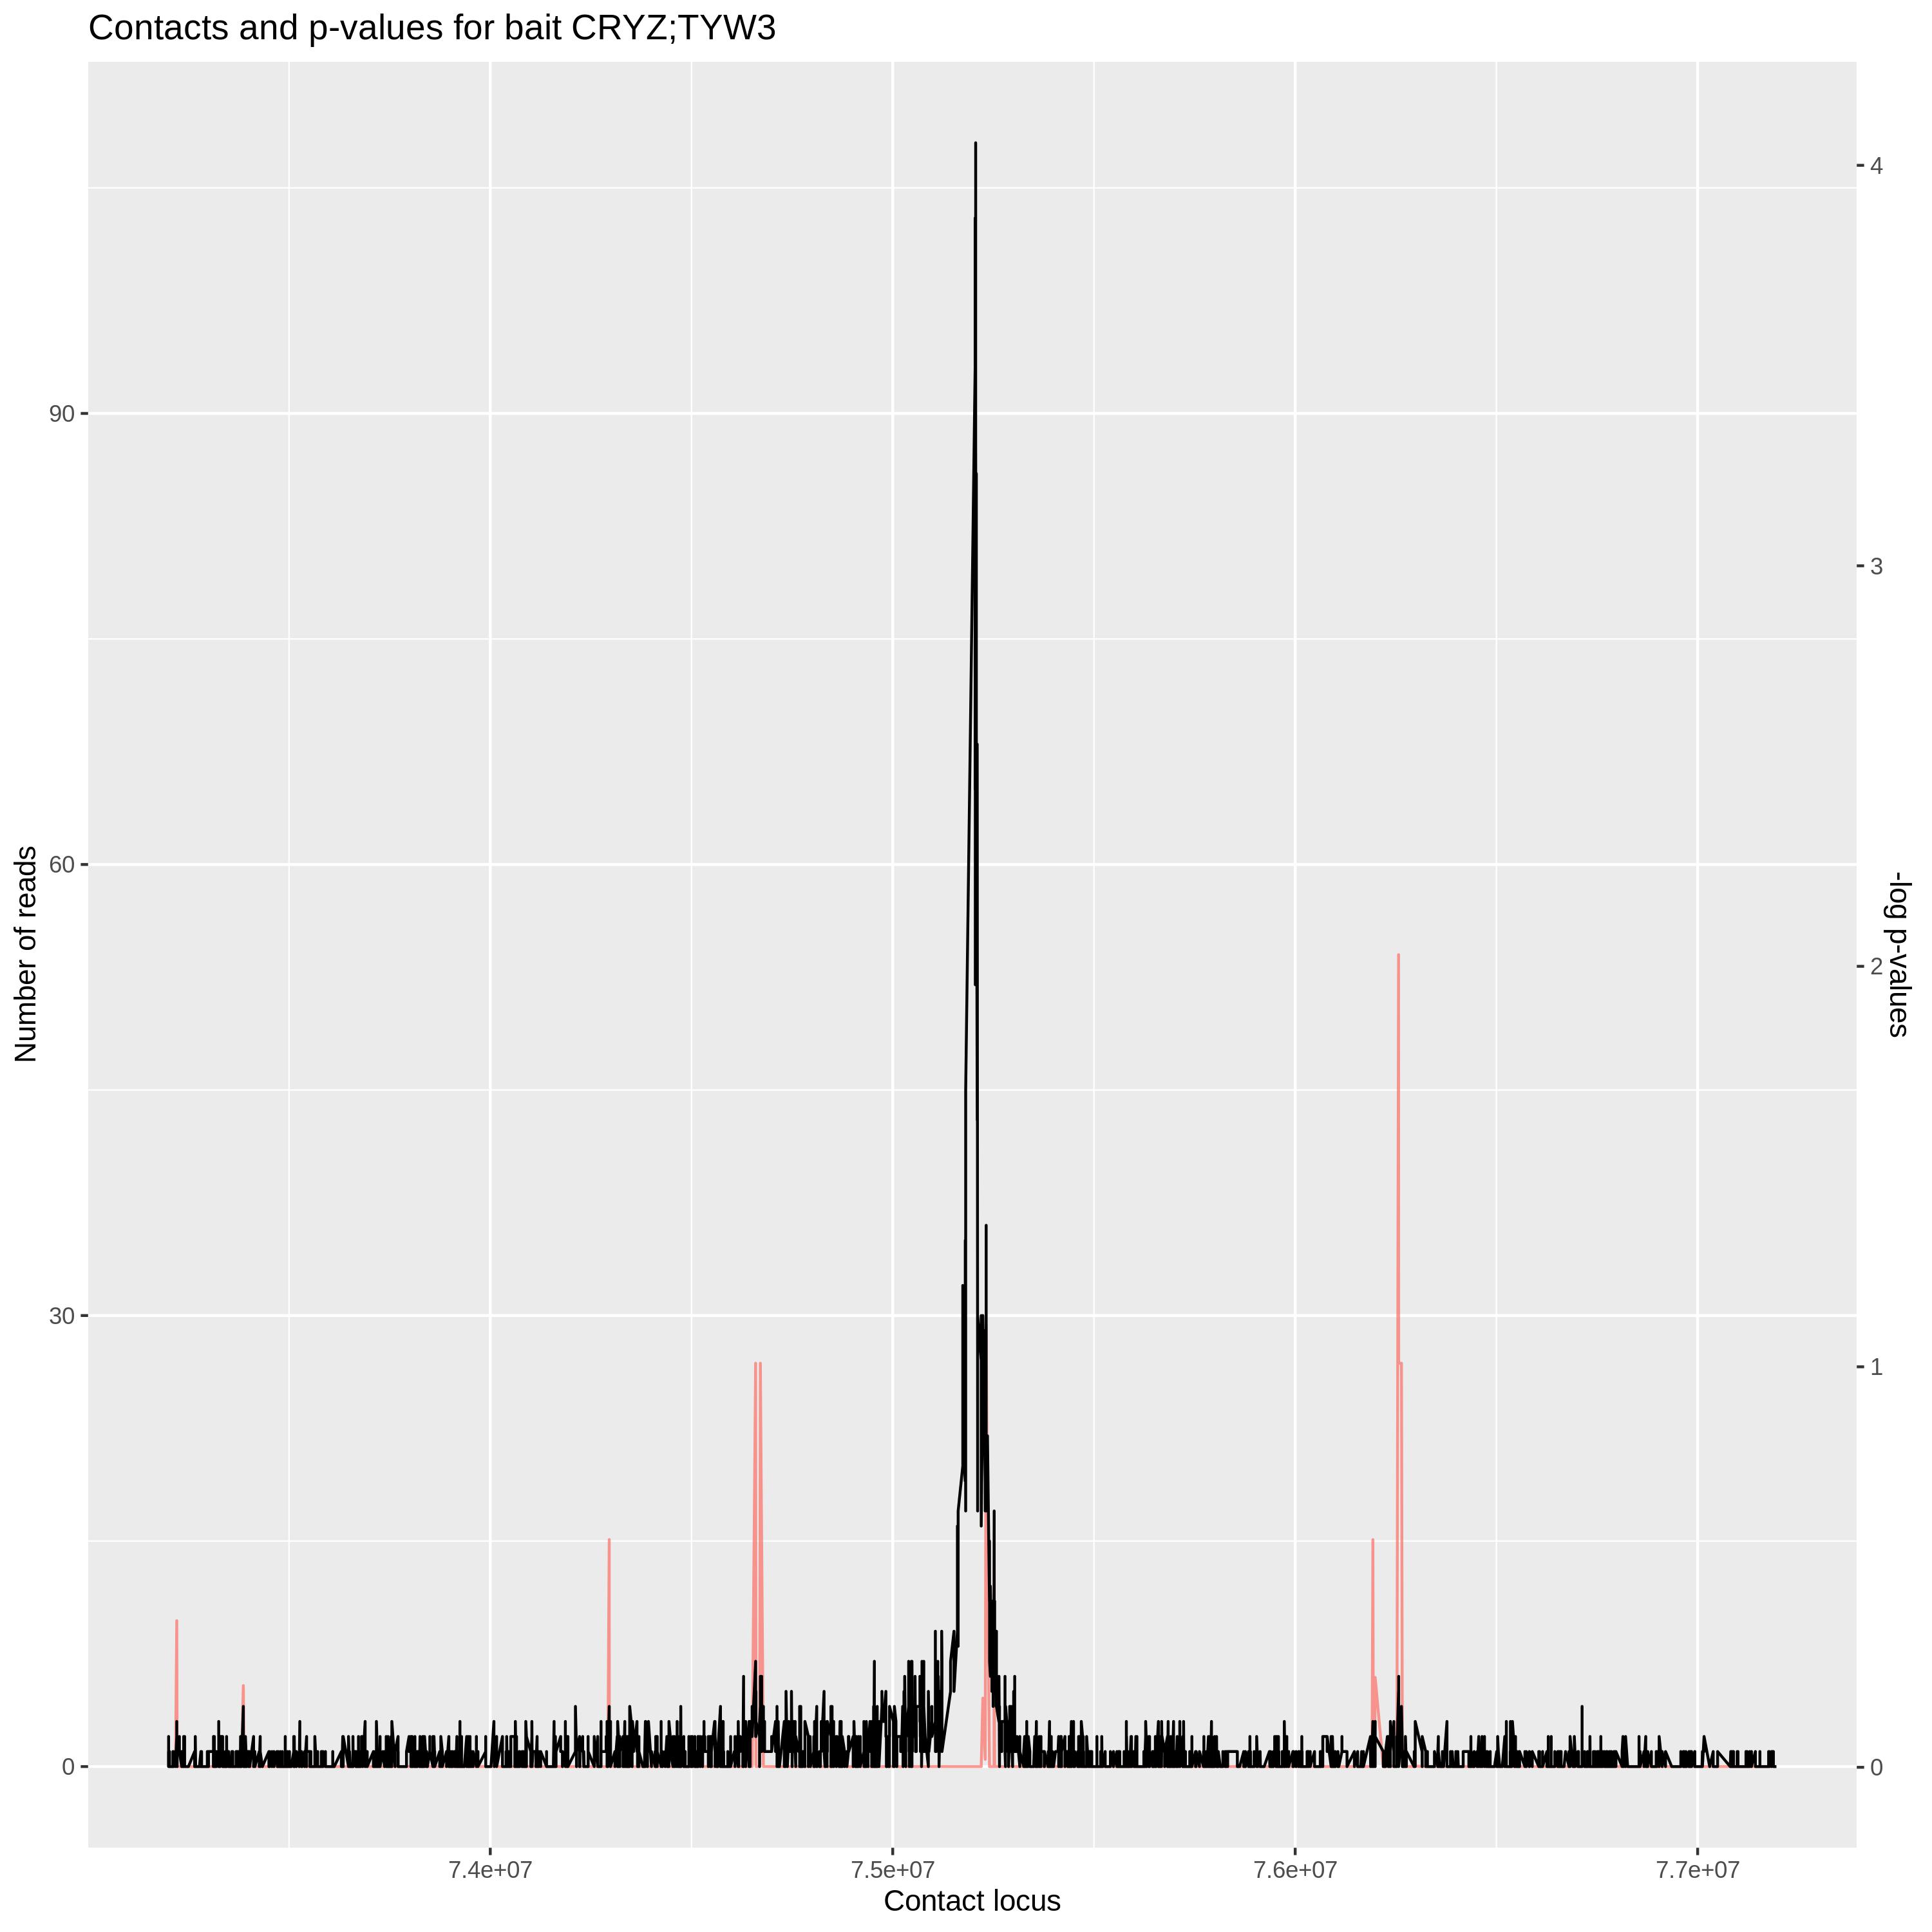 Contacts and p-values for bait CRYZ;TYW3
Number of reads
90
60
30
0
4
3
2
1
0
-log p-values
7.4e+07
7.5e+07
7.6e+07
7.7e+07
Contact locus